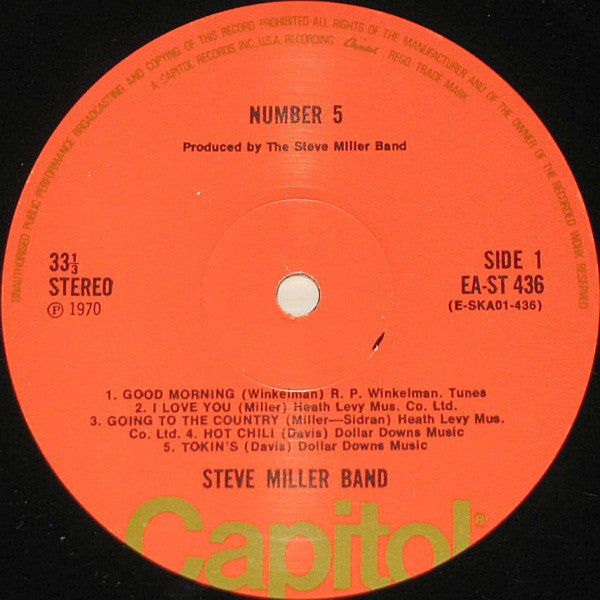 UNAUTHORISED PUBLIC PERFORMANCE BROADCASTING AND COPYING OF THIS RECORD PROHIBITED·ALL RIGHTS OF THE MANUFACTURER AND OF THE OWNER OF THE RECORDED WORK RESERVED
A CAPITOL RECORDS INC., U.S.A. RECORDING Capitol REGD. TRADE MARK
NUMBER 5
Produced by The Steve Miller Band
33⅓
STEREO
℗ 1970
SIDE 1
EA-ST 436
(E-SKA01-436)
1. GOOD MORNING (Winkelman) R. P. Winkelman. Tunes
2. I LOVE YOU (Miller) Heath Levy Mus. Co. Ltd.
3. GOING TO THE COUNTRY (Miller—Sidran) Heath Levy Mus.
Co. Ltd. 4. HOT CHILI (Davis) Dollar Downs Music
5. TOKIN'S (Davis) Dollar Downs Music
STEVE MILLER BAND
Capitol®